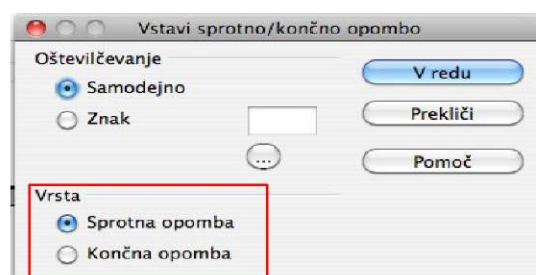 Vstavi sprotno/končno opombo
Oštevilčevanje
Samodejno
Znak
...
V redu
Prekliči
Pomoč
Vrsta
Sprotna opomba
Končna opomba